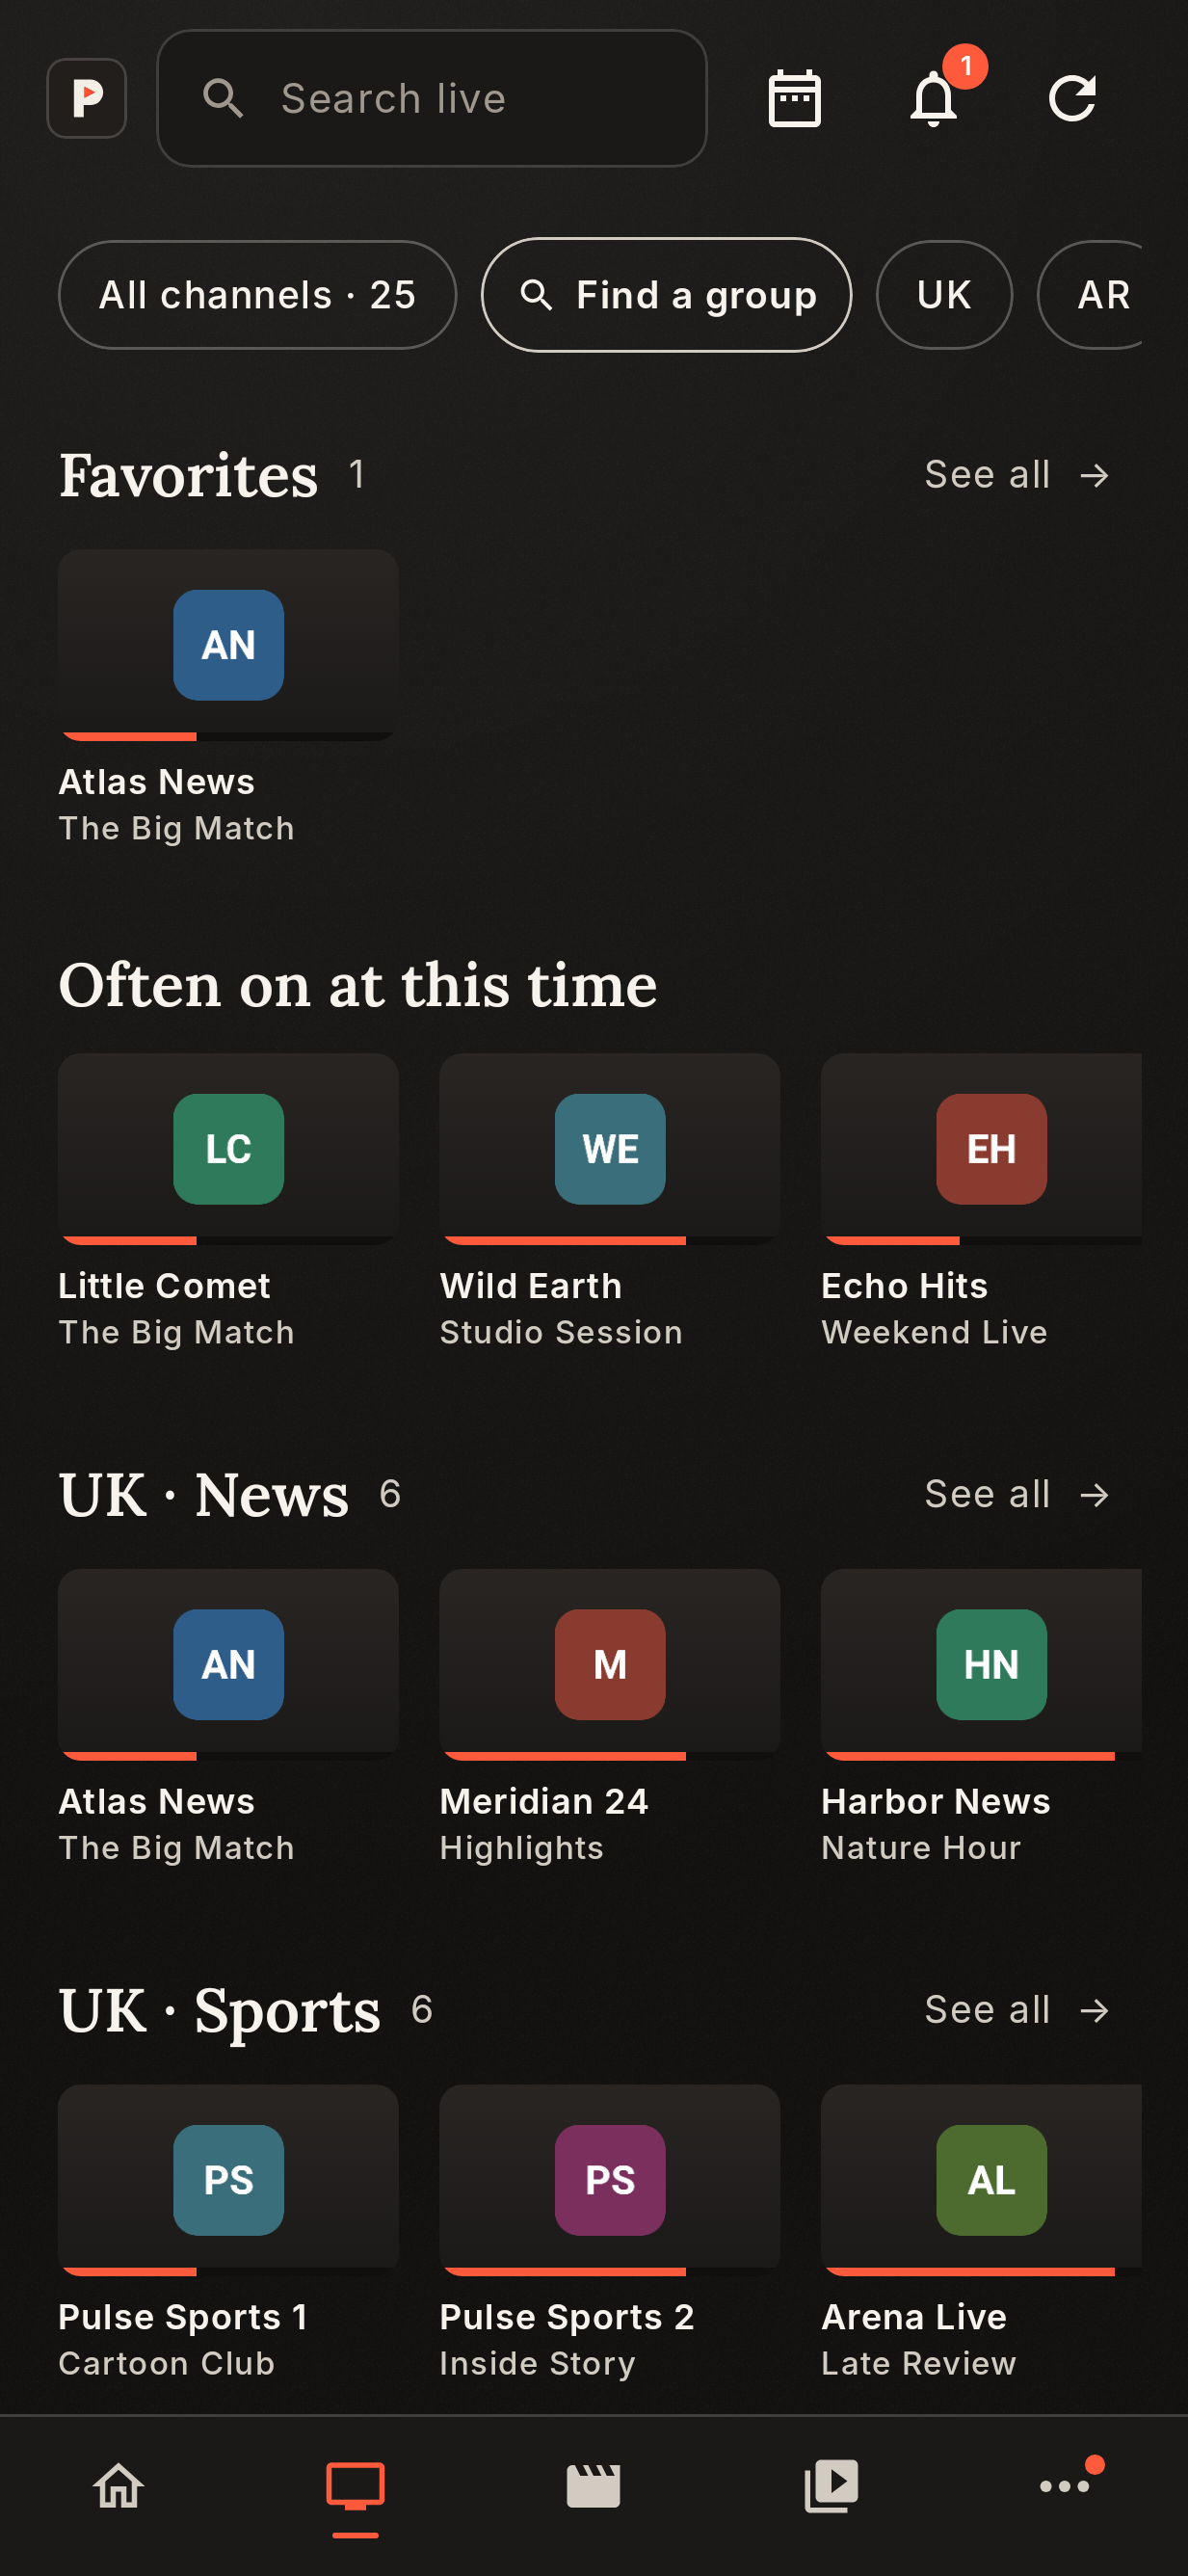 P
Search live
1
All channels · 25
Find a group
UK
AR
Favorites 1
See all →
AN
Atlas News
The Big Match
Often on at this time
LC
WE
EH
Little Comet
Wild Earth
Echo Hits
The Big Match
Studio Session
Weekend Live
UK · News 6
See all →
AN
M
HN
Atlas News
Meridian 24
Harbor News
The Big Match
Highlights
Nature Hour
UK · Sports 6
See all →
PS
PS
AL
Pulse Sports 1
Pulse Sports 2
Arena Live
Cartoon Club
Inside Story
Late Review